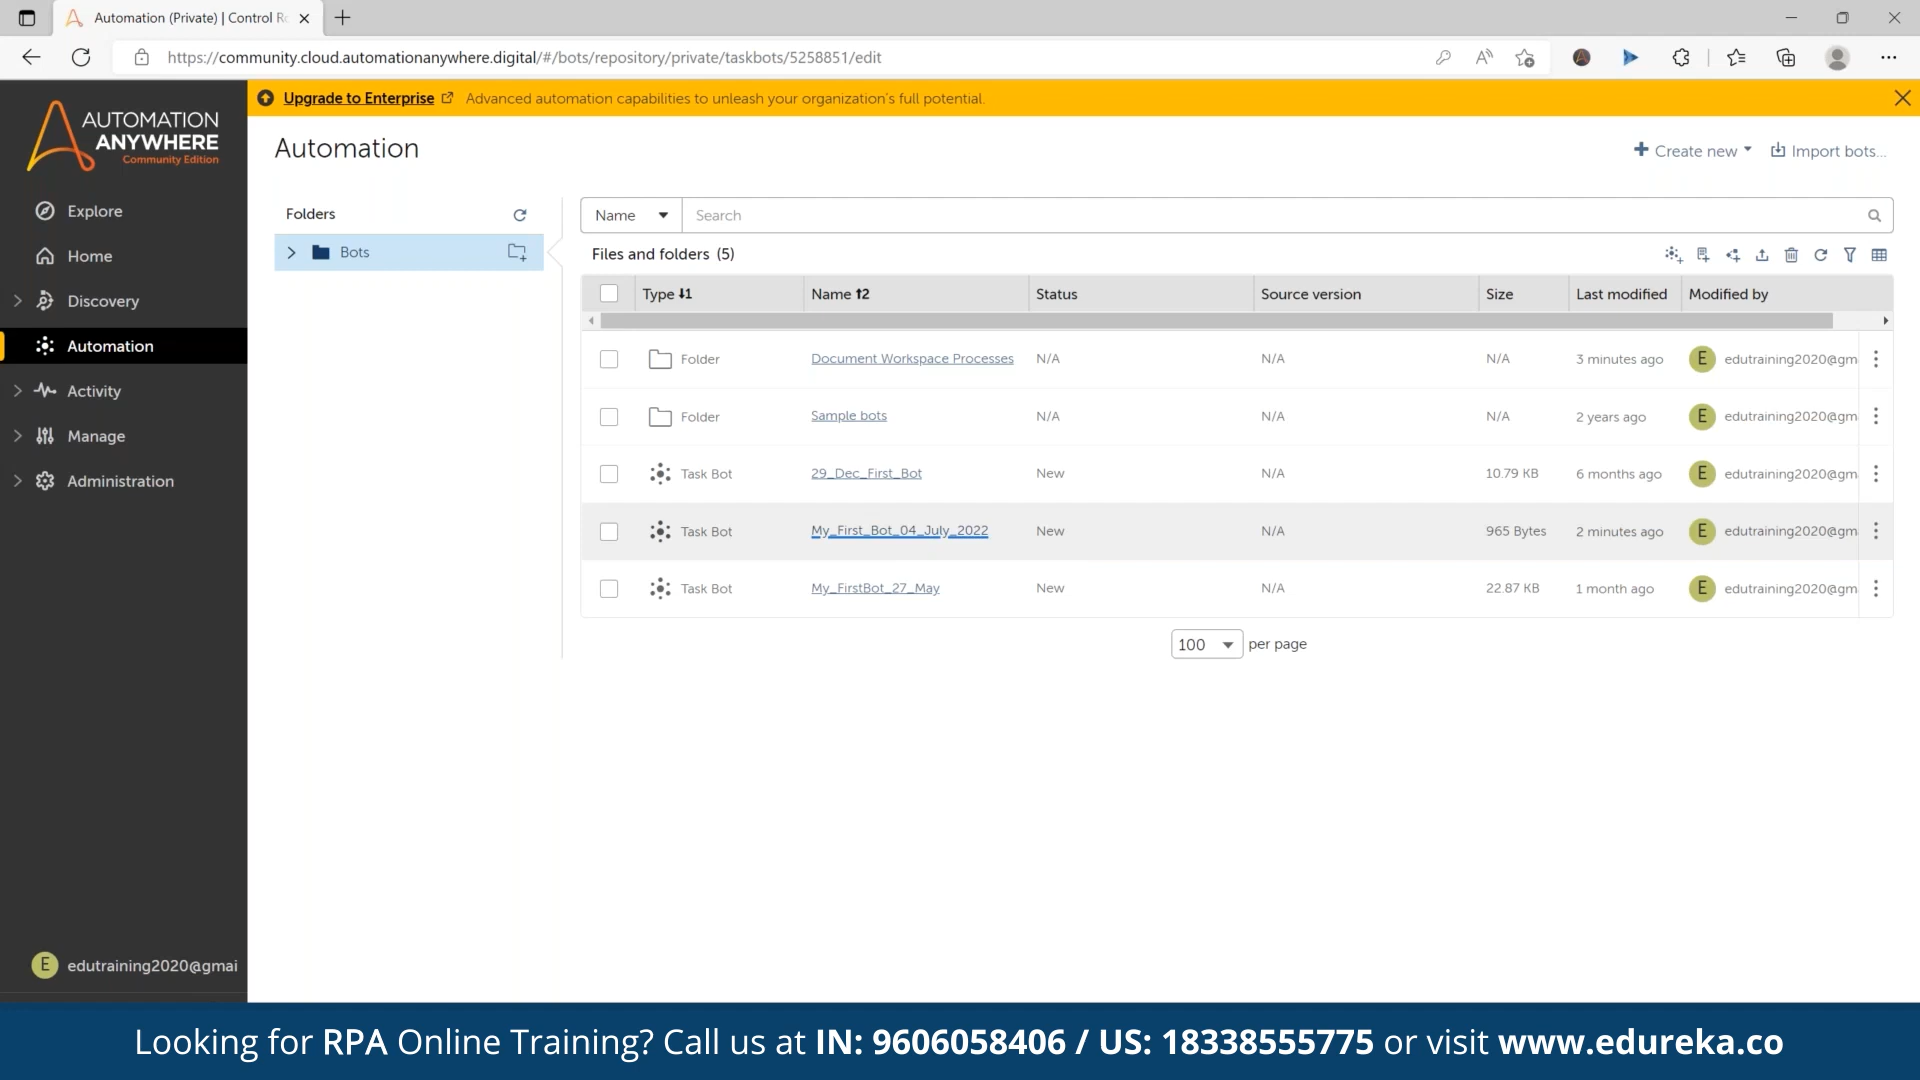 Automation (Private) | Control Ro
https://community.cloud.automationanywhere.digital/#/bots/repository/private/taskbots/5258851/edit
Upgrade to Enterprise Advanced automation capabilities to unleash your organization's full potential.
AUTOMATION
ANYWHERE
Community Edition
Explore
Home
Discovery
Automation
Activity
Manage
Administration
E edutraining2020@gmai
Automation
Create new Import bots...
Folders
Bots
Name Search
Files and folders (5)
Type ↓1 Name ↑2 Status Source version Size Last modified Modified by
Folder Document Workspace Processes N/A N/A N/A 3 minutes ago E edutraining2020@gm
Folder Sample bots N/A N/A N/A 2 years ago E edutraining2020@gm
Task Bot 29_Dec_First_Bot New N/A 10.79 KB 6 months ago E edutraining2020@gm
Task Bot My_First_Bot_04_July_2022 New N/A 965 Bytes 2 minutes ago E edutraining2020@gm
Task Bot My_FirstBot_27_May New N/A 22.87 KB 1 month ago E edutraining2020@gm
100 per page
Looking for RPA Online Training? Call us at IN: 9606058406 / US: 18338555775 or visit www.edureka.co